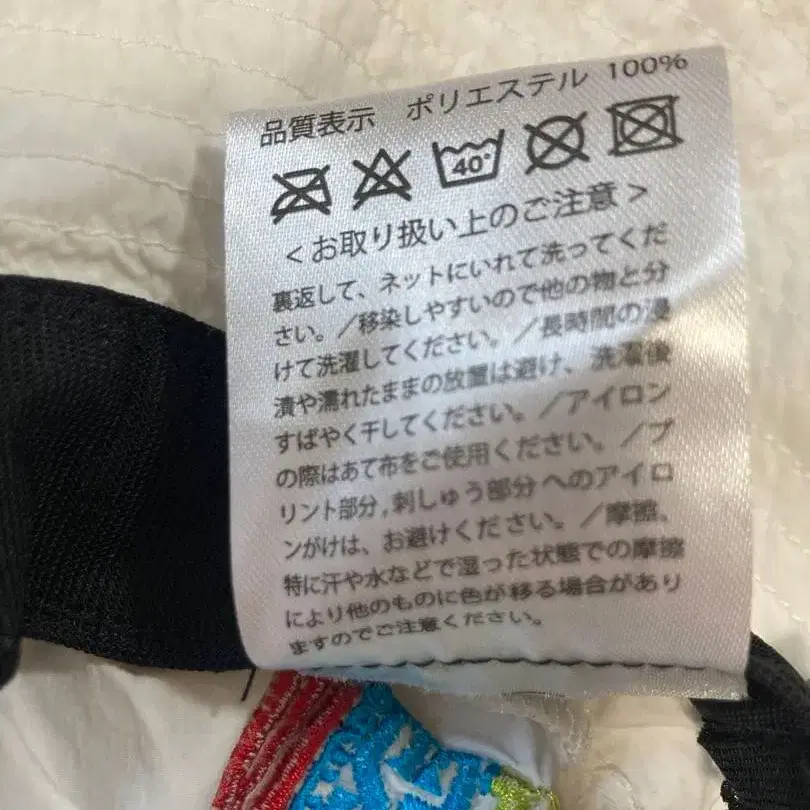 品質表示 ポリエステル 100%
40°
<お取り扱い上のご注意>
裏返して、ネットにいれて洗ってくだ
さい。/移染しやすいので他の物と分
けて洗濯してください。/長時間の浸
漬や濡れたままの放置は避け、洗濯後
すばやく干してください。/アイロン
の際はあて布をご使用ください。/プ
リント部分,刺しゅう部分へのアイロ
ンがけは、お避けください。/摩擦、
特に汗や水などで湿った状態での摩擦
により他のものに色が移る場合があり
ますのでご注意ください。